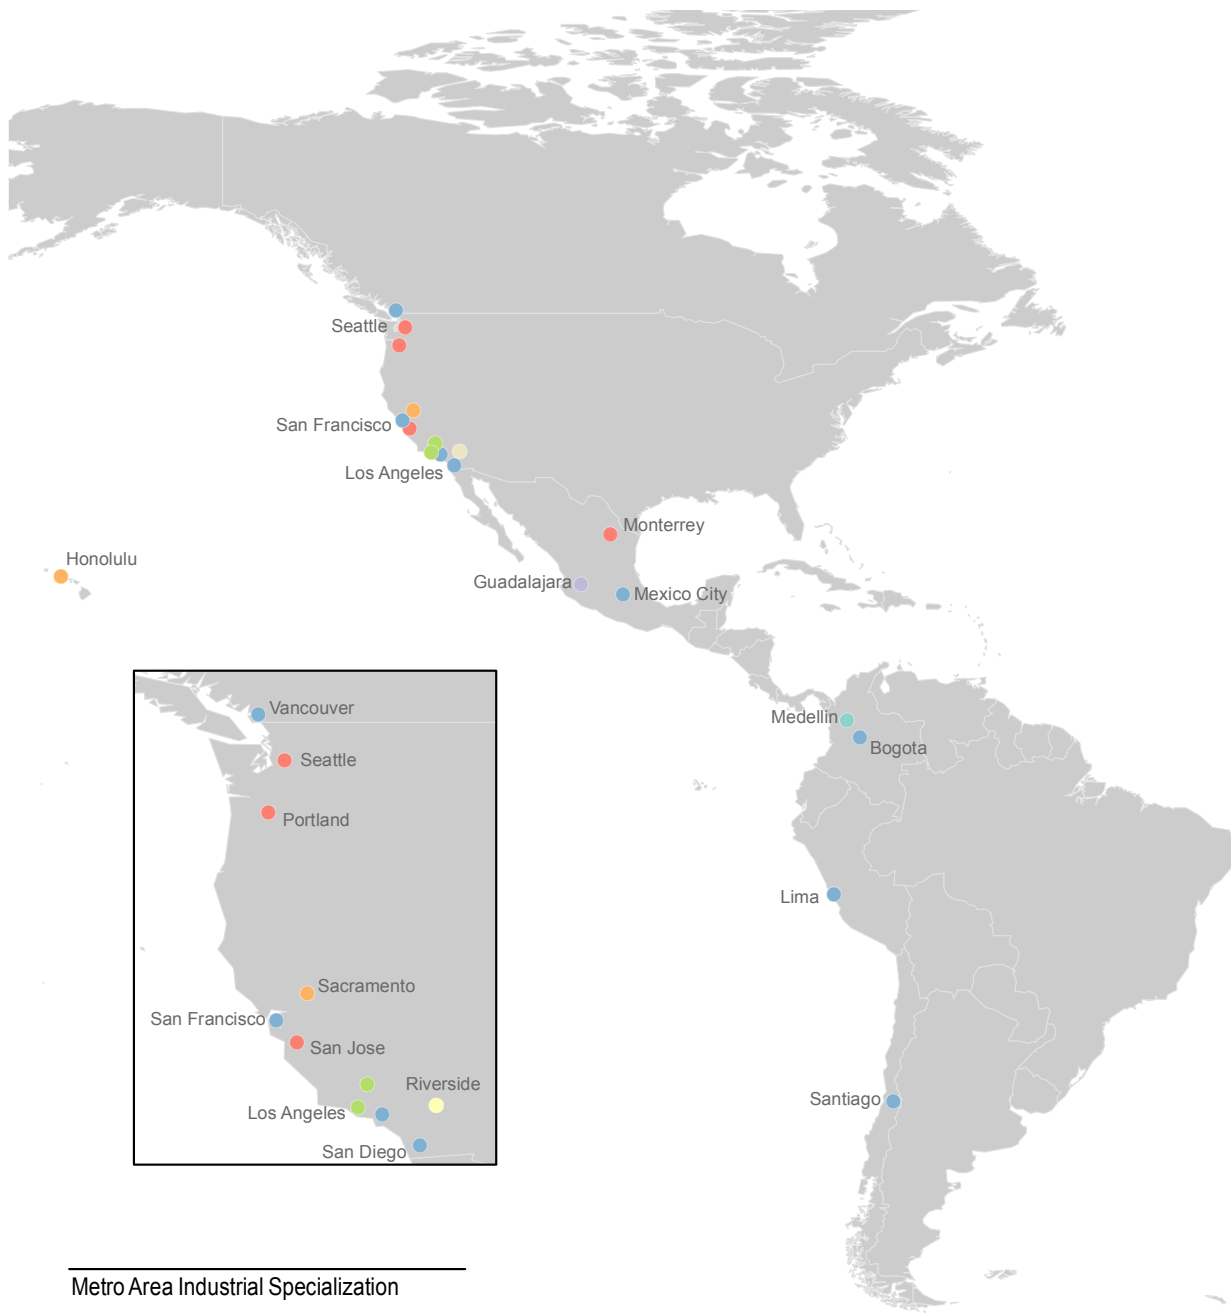 Seattle
San Francisco
Los Angeles
Monterrey
Honolulu
Guadalajara
Mexico City
Vancouver
Seattle
Portland
Sacramento
San Francisco
San Jose
Riverside
Los Angeles
San Diego
Medellin
Bogota
Lima
Santiago
Metro Area Industrial Specialization